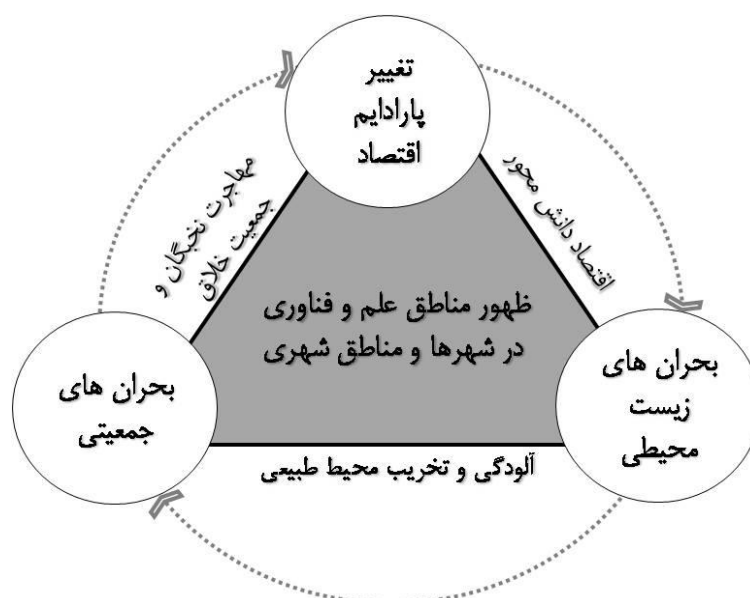 تغییر
پارادایم
اقتصاد
مهاجرت نخبگان و
جمعیت خلاق
اقتصاد دانش محور
ظهور مناطق علم و فناوری
در شهرها و مناطق شهری
بحران های
زیست
محیطی
بحران های
جمعیتی
آلودگی و تخریب محیط طبیعی